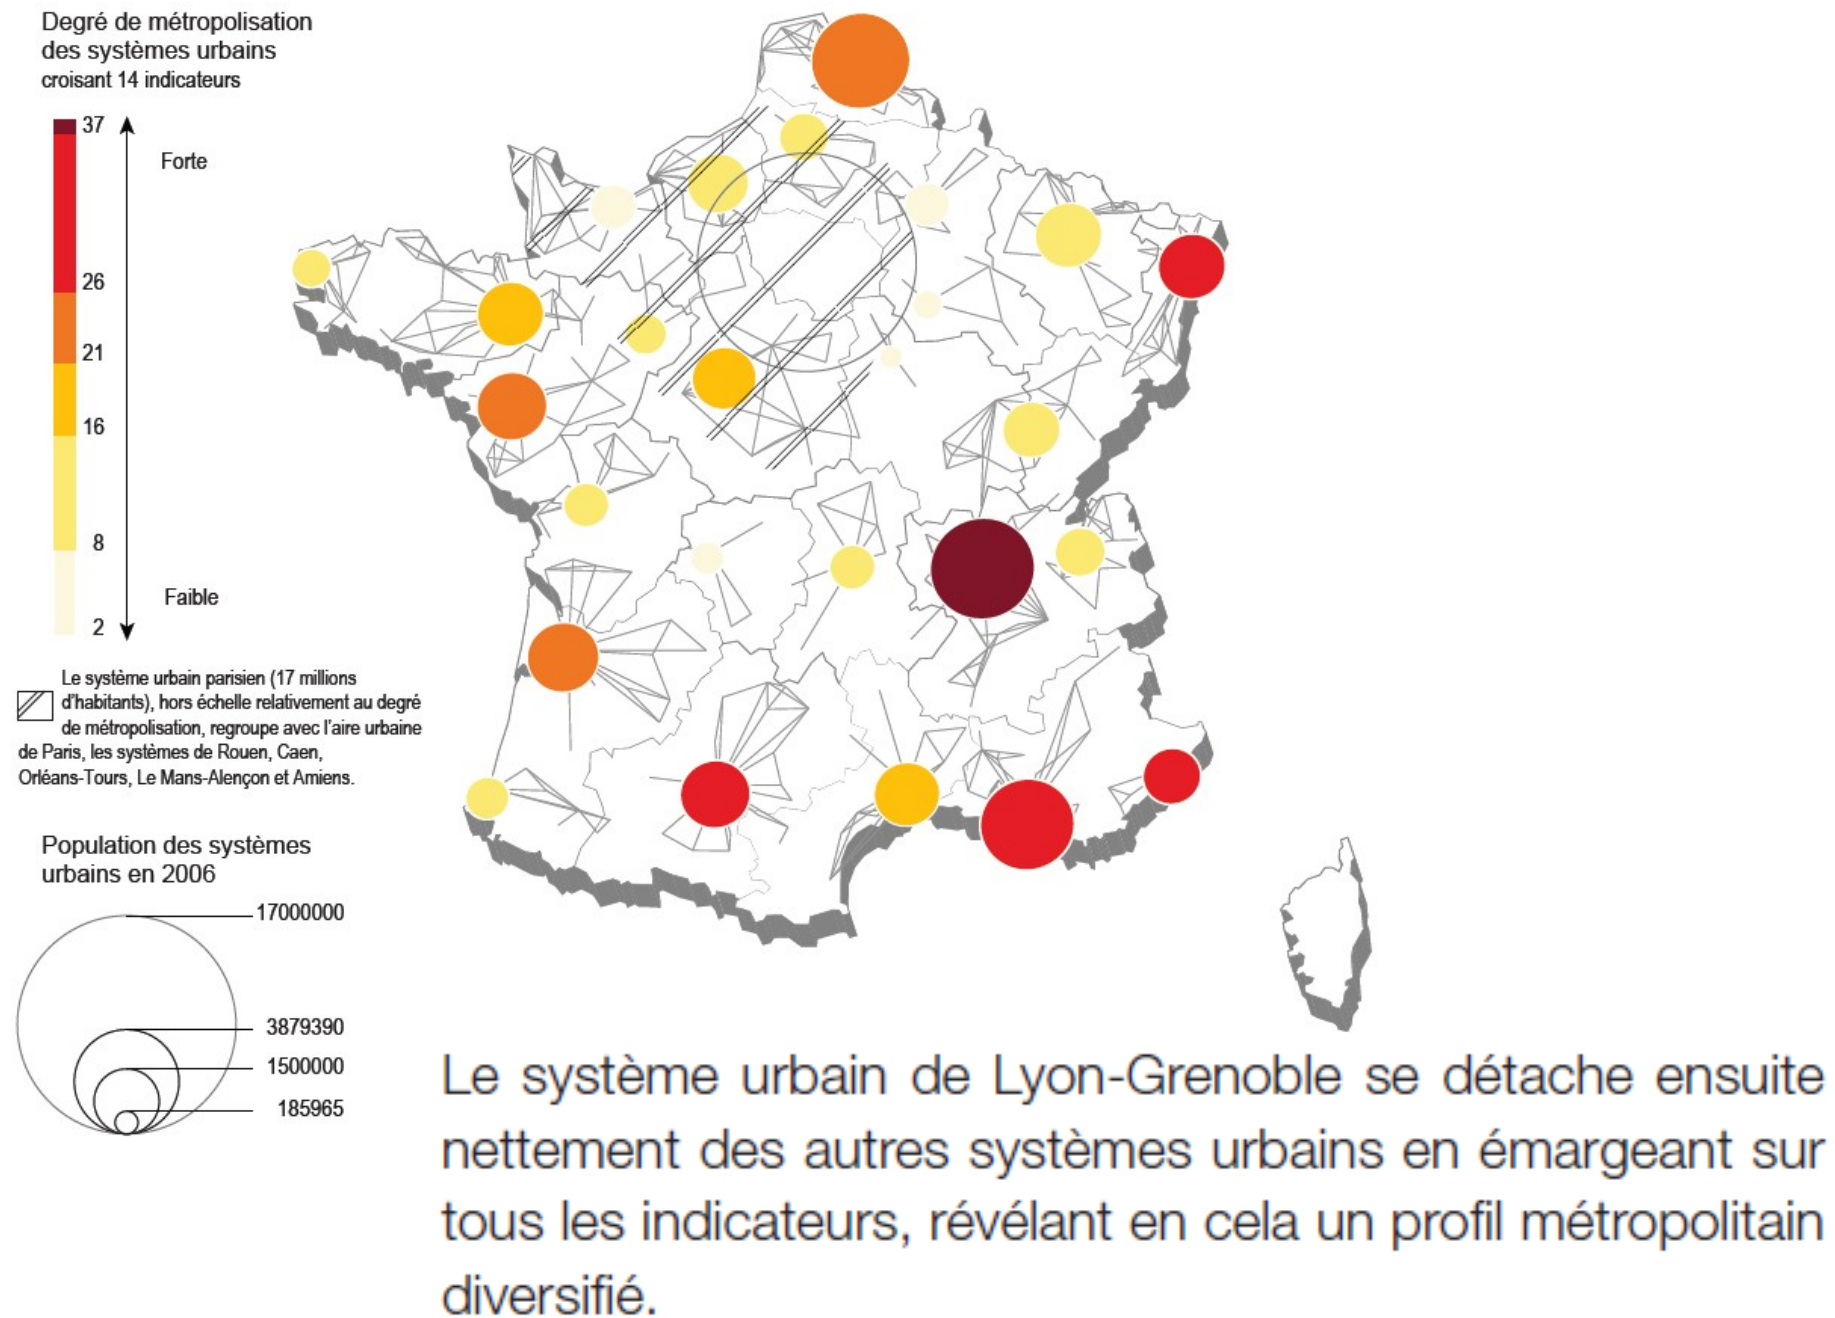 Degré de métropolisation
des systèmes urbains
croisant 14 indicateurs
37
Forte
26
21
16
8
Faible
2
Le système urbain parisien (17 millions
d'habitants), hors échelle relativement au degré
de métropolisation, regroupe avec l'aire urbaine
de Paris, les systèmes de Rouen, Caen,
Orléans-Tours, Le Mans-Alençon et Amiens.
Population des systèmes
urbains en 2006
17000000
3879390
1500000
185965
Le système urbain de Lyon-Grenoble se détache ensuite
nettement des autres systèmes urbains en émargeant sur
tous les indicateurs, révélant en cela un profil métropolitain
diversifié.